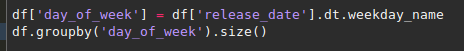 df['day_of_week'] = df['release_date'].dt.weekday_name
df.groupby('day_of_week').size()